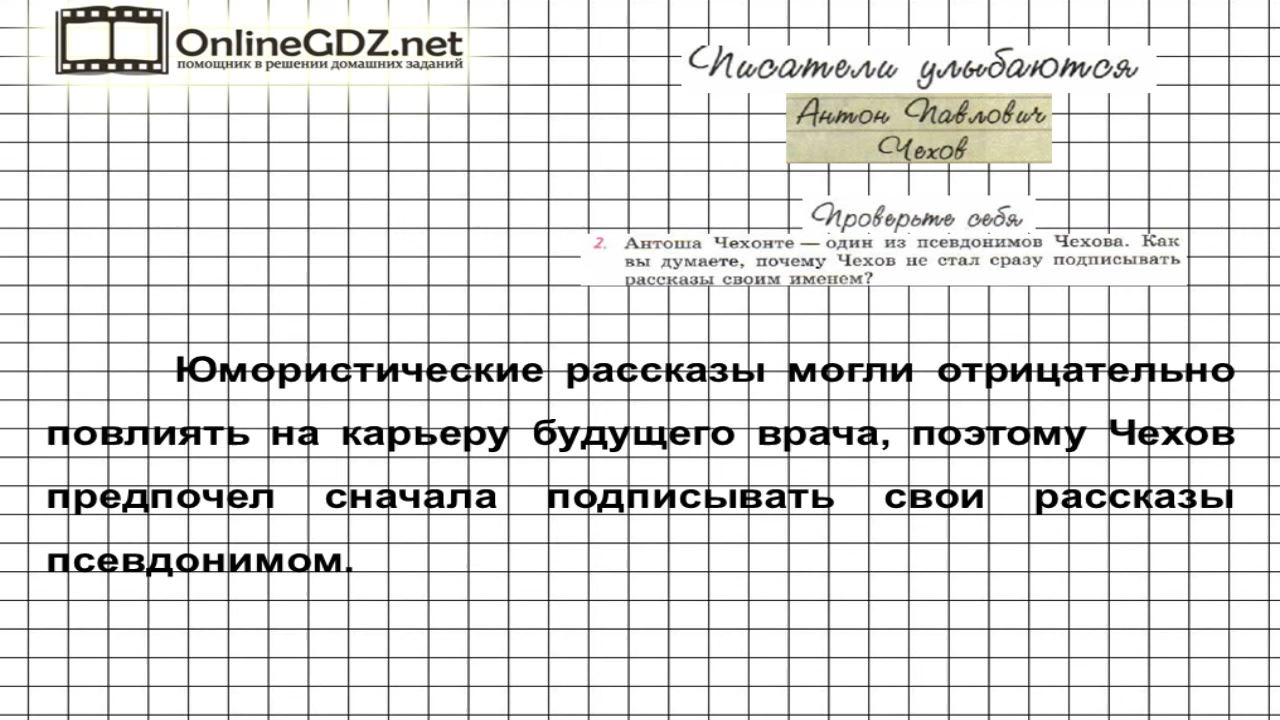 OnlineGDZ.net
помощник в решении домашних заданий
Писатели улыбаются
Антон Павлович
Чехов
Проверьте себя
2. Антоша Чехонте — один из псевдонимов Чехова. Как
вы думаете, почему Чехов не стал сразу подписывать
рассказы своим именем?
Юмористические рассказы могли отрицательно
повлиять на карьеру будущего врача, поэтому Чехов
предпочел сначала подписывать свои рассказы
псевдонимом.